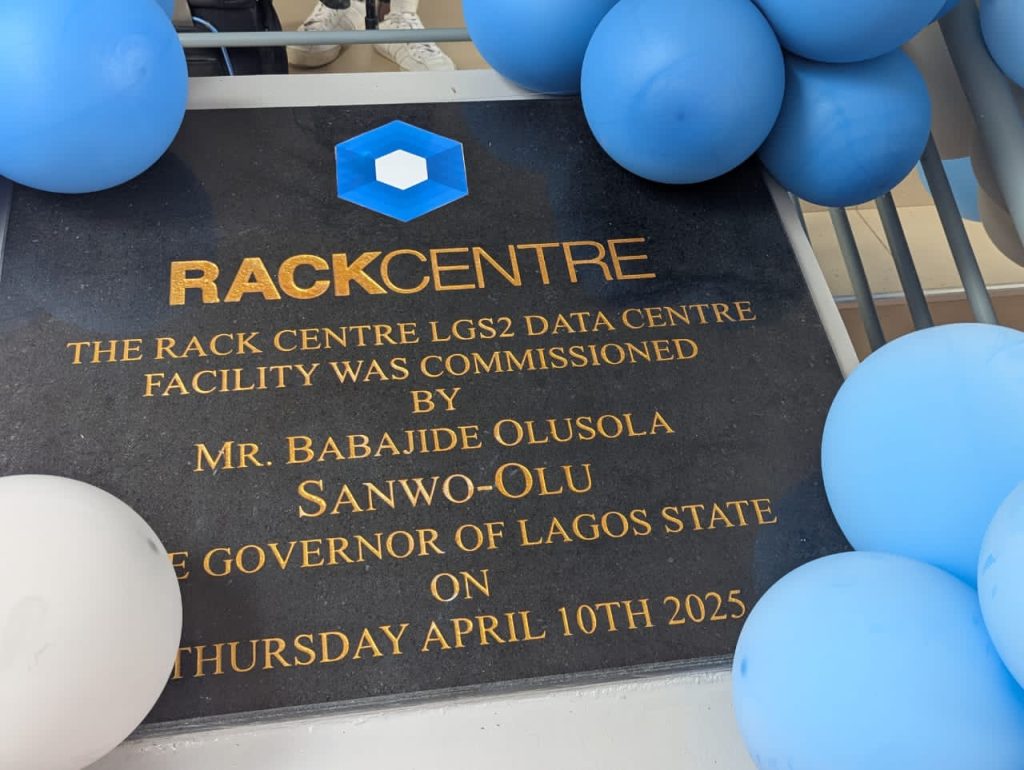 RACKCENTRE
THE RACK CENTRE LGS2 DATA CENTRE
FACILITY WAS COMMISSIONED
BY
MR. BABAJIDE OLUSOLA
SANWO-OLU
E GOVERNOR OF LAGOS STATE
ON
THURSDAY APRIL 10TH 2025